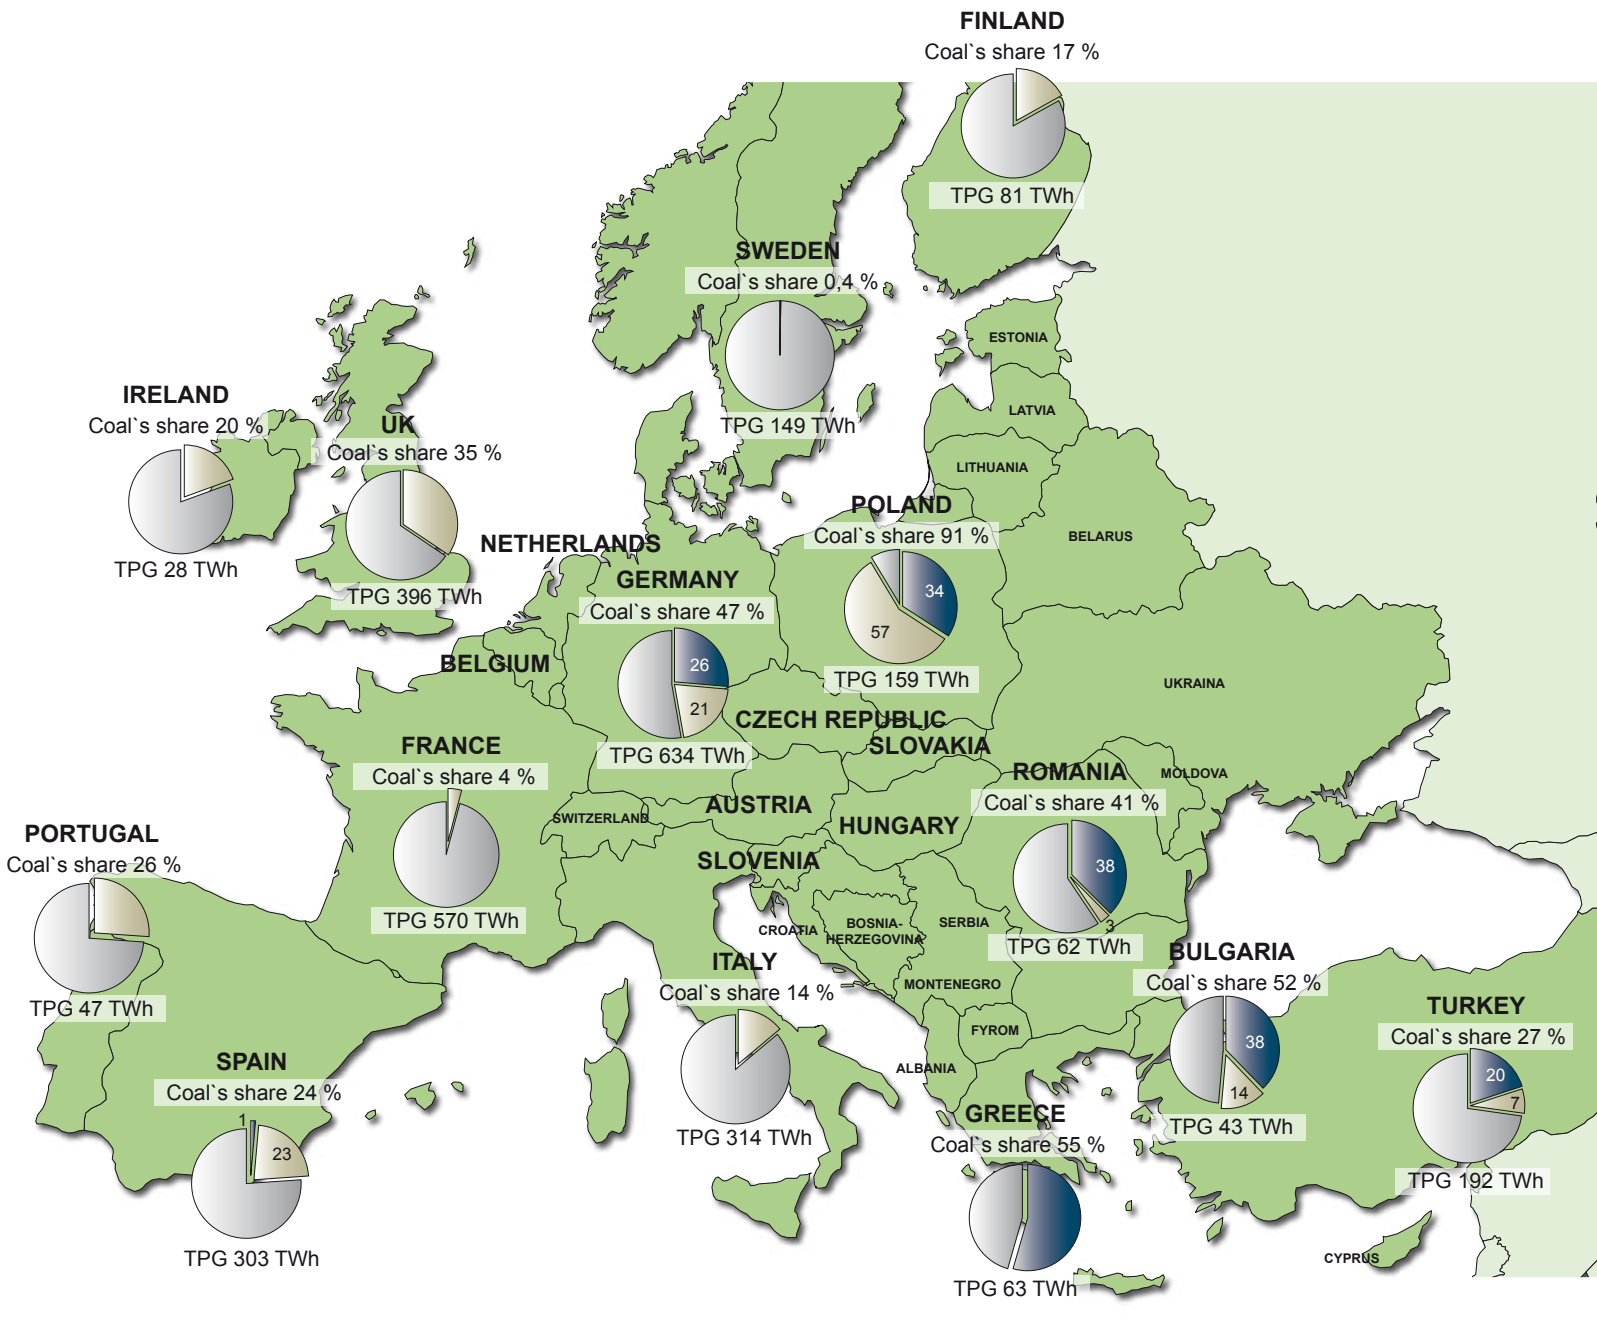 FINLAND
Coal`s share 17 %
TPG 81 TWh
SWEDEN
Coal`s share 0,4 %
TPG 149 TWh
ESTONIA
LATVIA
LITHUANIA
BELARUS
IRELAND
Coal`s share 20 %
TPG 28 TWh
UK
Coal`s share 35 %
TPG 396 TWh
NETHERLANDS
GERMANY
Coal`s share 47 %
26
21
TPG 634 TWh
POLAND
Coal`s share 91 %
34
57
TPG 159 TWh
BELGIUM
UKRAINA
CZECH REPUBLIC
SLOVAKIA
FRANCE
Coal`s share 4 %
TPG 570 TWh
SWITZERLAND
AUSTRIA
HUNGARY
SLOVENIA
ROMANIA
Coal`s share 41 %
38
3
TPG 62 TWh
MOLDOVA
PORTUGAL
Coal`s share 26 %
TPG 47 TWh
CROATIA
BOSNIA-
HERZEGOVINA
SERBIA
MONTENEGRO
FYROM
ALBANIA
ITALY
Coal`s share 14 %
TPG 314 TWh
BULGARIA
Coal`s share 52 %
38
14
TPG 43 TWh
TURKEY
Coal`s share 27 %
20
7
TPG 192 TWh
SPAIN
Coal`s share 24 %
1
23
TPG 303 TWh
GREECE
Coal`s share 55 %
TPG 63 TWh
CYPRUS